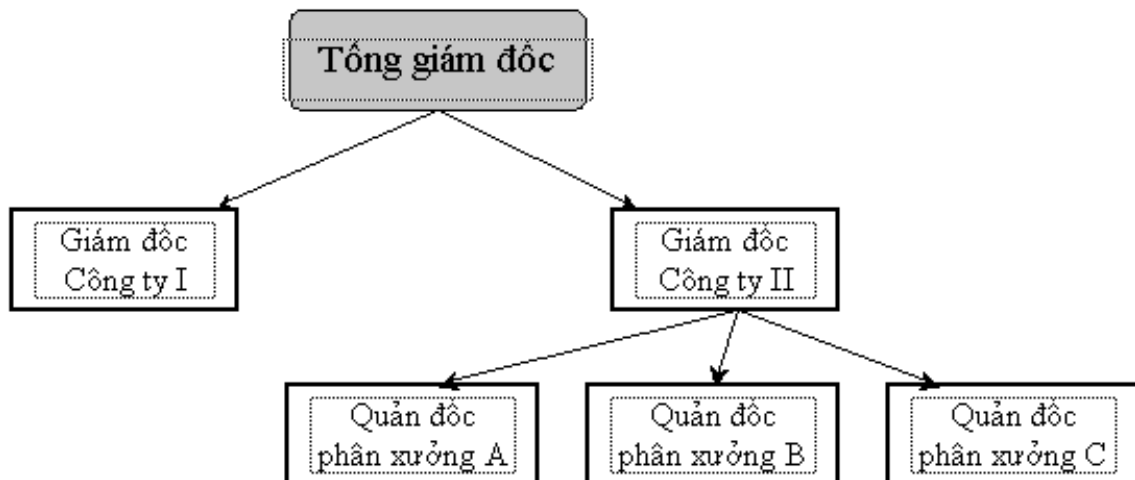 Tổng giám đốc
Giám đốc
Công ty I
Giám đốc
Công ty II
Quản đốc
phân xưởng A
Quản đốc
phân xưởng B
Quản đốc
phân xưởng C